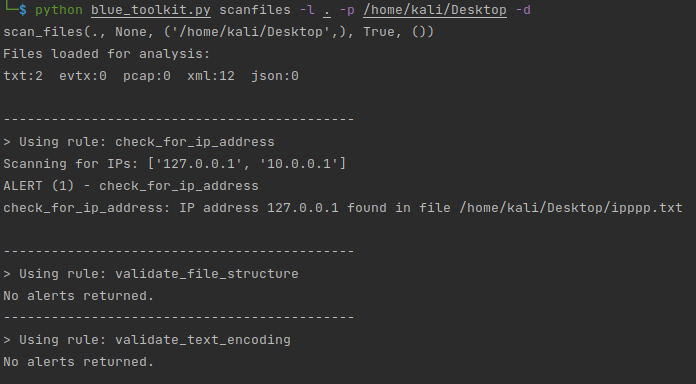 └─$ python blue_toolkit.py scanfiles -l . -p /home/kali/Desktop -d
scan_files(., None, ('/home/kali/Desktop',), True, ())
Files loaded for analysis:
txt:2  evtx:0  pcap:0  xml:12  json:0
-------------------------------------------
> Using rule: check_for_ip_address
Scanning for IPs: ['127.0.0.1', '10.0.0.1']
ALERT (1) - check_for_ip_address
check_for_ip_address: IP address 127.0.0.1 found in file /home/kali/Desktop/ipppp.txt
-------------------------------------------
> Using rule: validate_file_structure
No alerts returned.
-------------------------------------------
> Using rule: validate_text_encoding
No alerts returned.